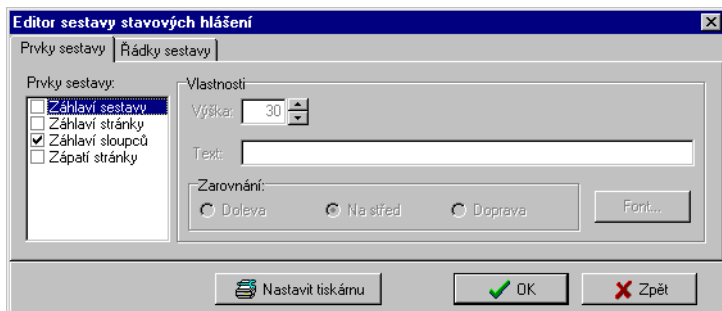 Editor sestavy stavových hlášení
Prvky sestavy Řádky sestavy
Prvky sestavy:
Záhlaví sestavy
Záhlaví stránky
Záhlaví sloupců
Zápatí stránky
Vlastnosti
Výška: 30
Text:
Zarovnání:
Doleva Na střed Doprava
Font...
Nastavit tiskárnu OK Zpět